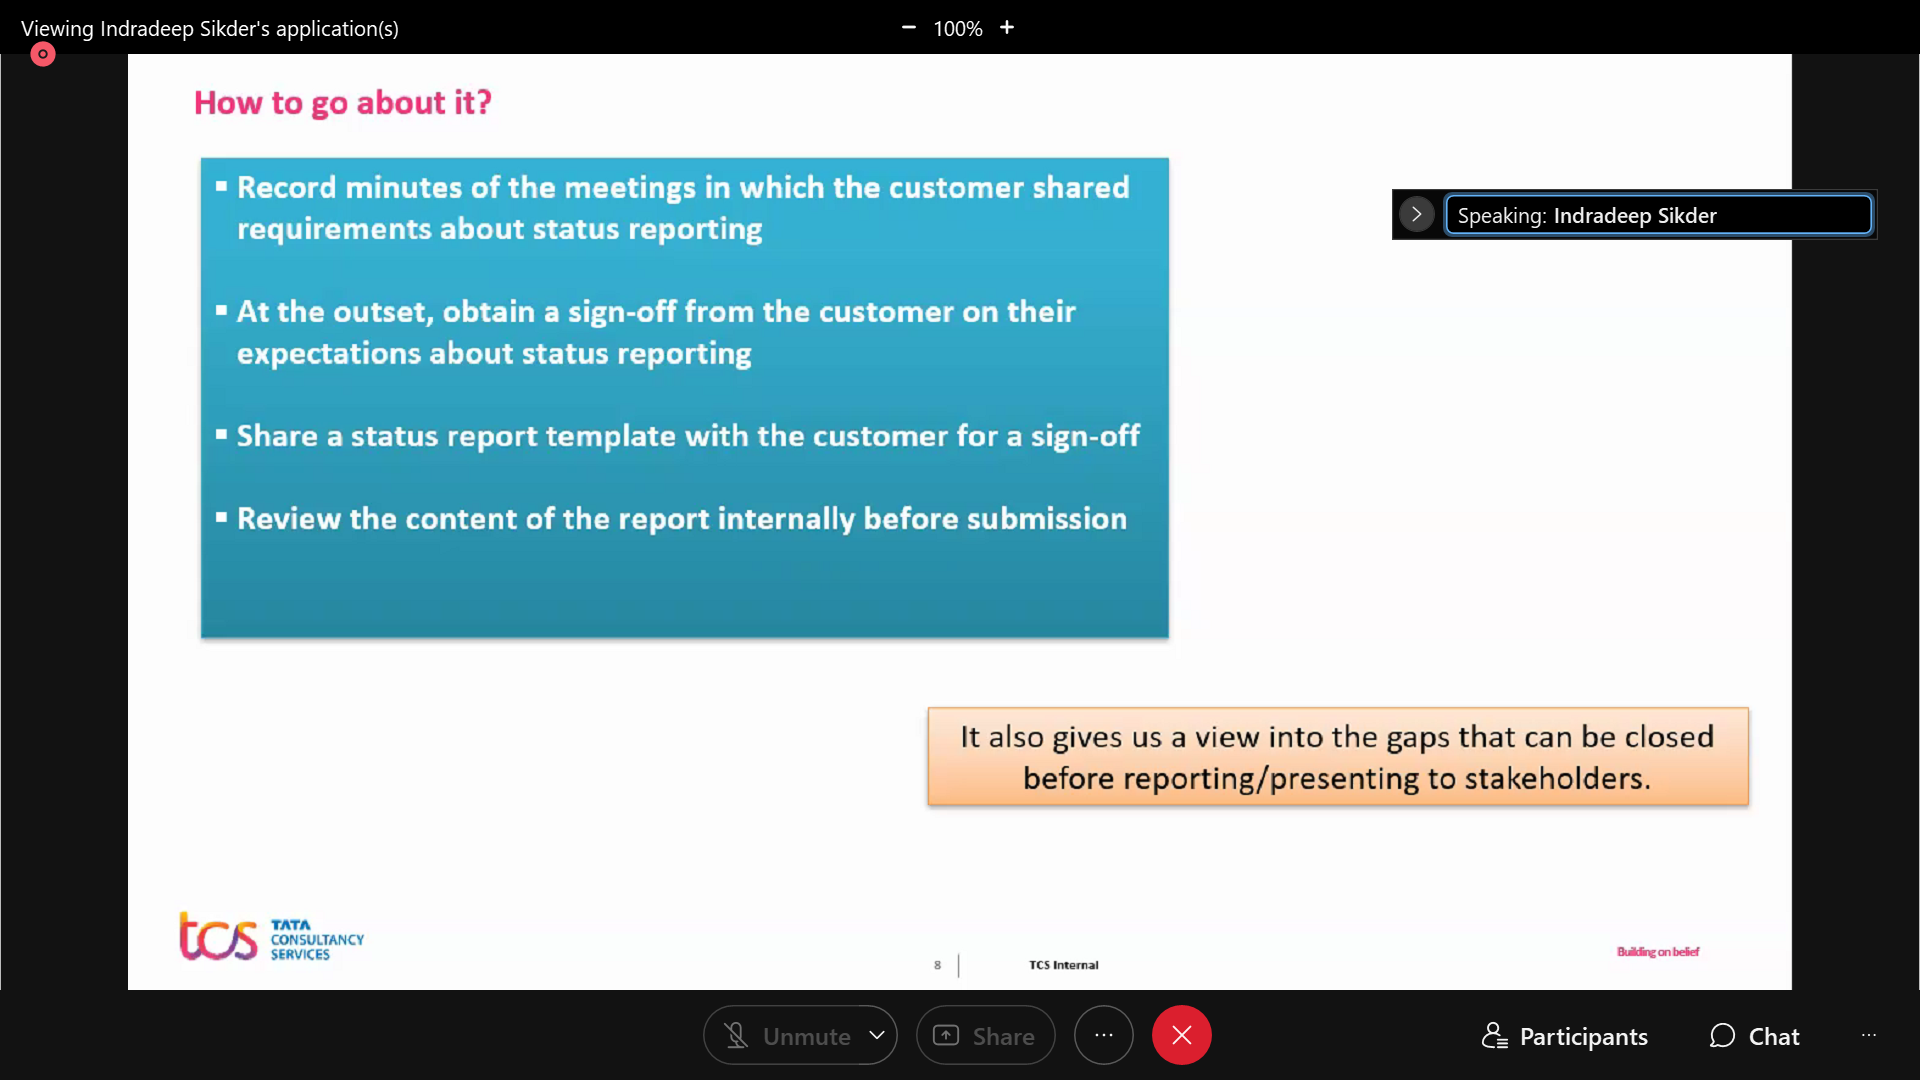 Viewing Indradeep Sikder's application(s)
100%
How to go about it?
Record minutes of the meetings in which the customer shared
requirements about status reporting
At the outset, obtain a sign-off from the customer on their
expectations about status reporting
Share a status report template with the customer for a sign-off
Review the content of the report internally before submission
Speaking: Indradeep Sikder
It also gives us a view into the gaps that can be closed
before reporting/presenting to stakeholders.
tcs
TATA
CONSULTANCY
SERVICES
8
TCS Internal
Building on belief
Unmute
Share
Participants
Chat